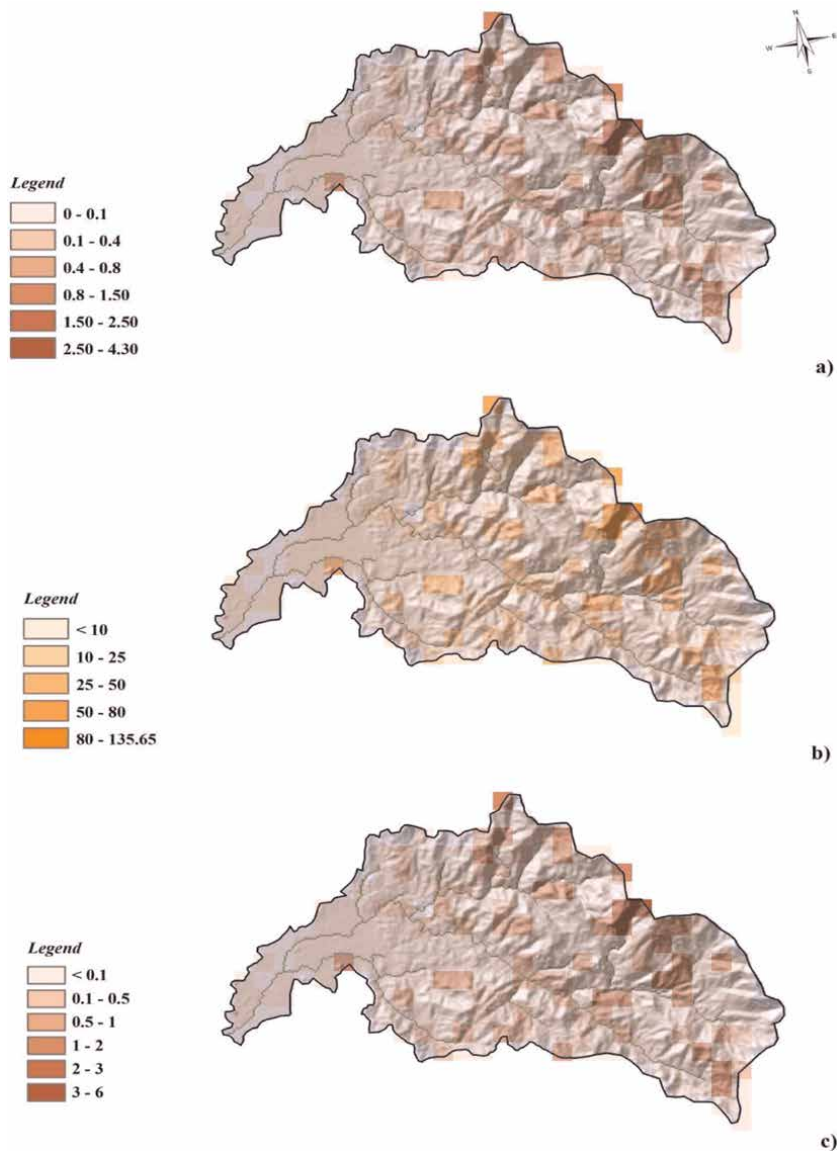 N
W
E
S
Legend
0 - 0.1
0.1 - 0.4
0.4 - 0.8
0.8 - 1.50
1.50 - 2.50
2.50 - 4.30
a)
Legend
< 10
10 - 25
25 - 50
50 - 80
80 - 135.65
b)
Legend
< 0.1
0.1 - 0.5
0.5 - 1
1 - 2
2 - 3
3 - 6
c)